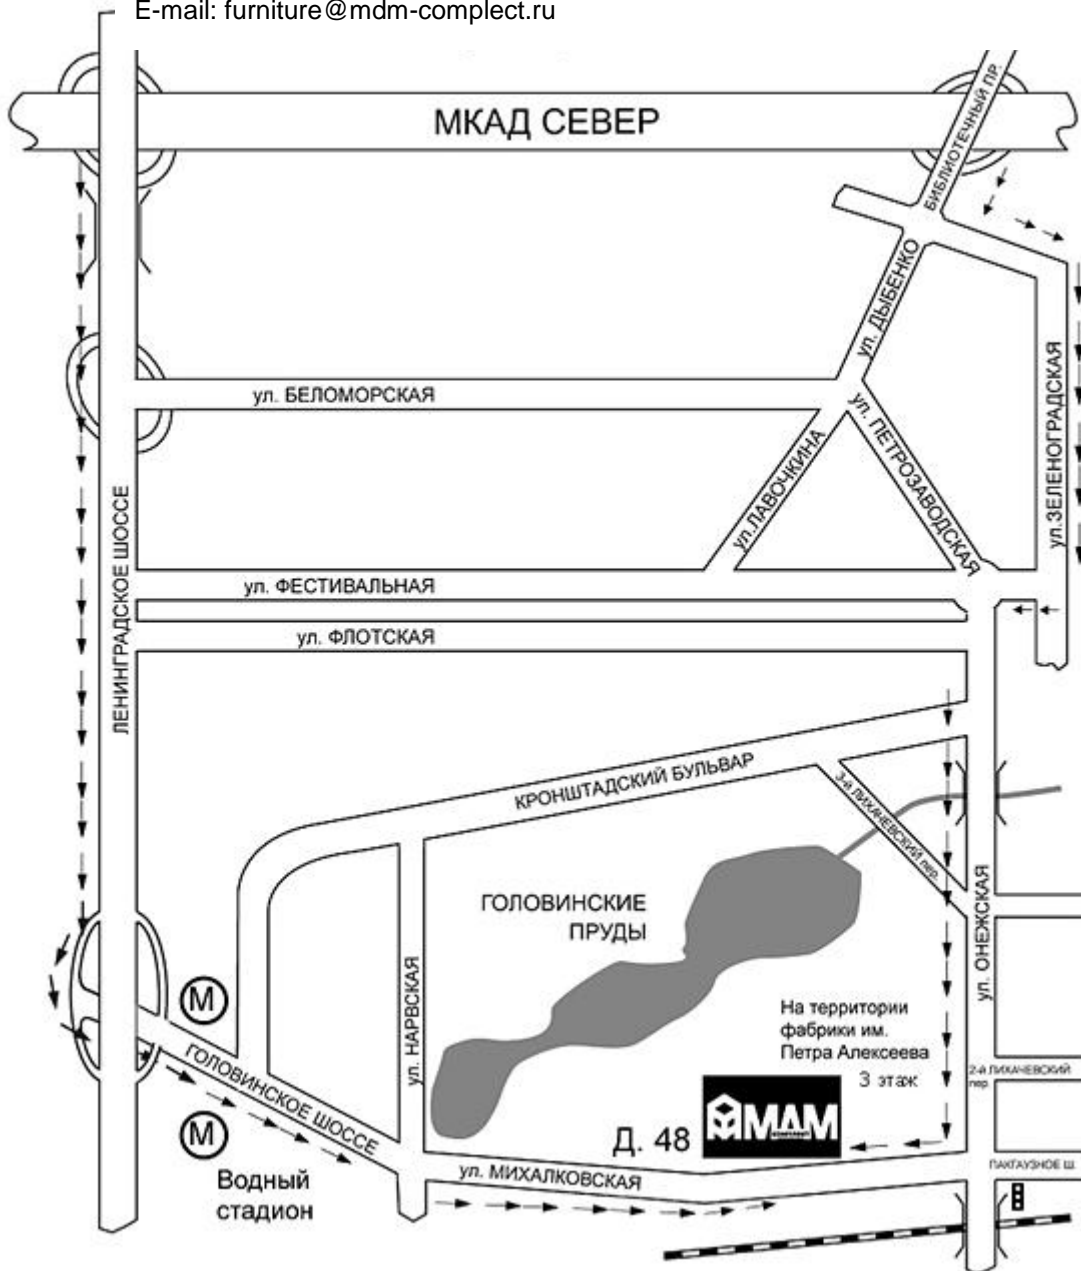 E-mail: furniture@mdm-complect.ru
МКАД СЕВЕР
БИБЛИОТЕЧНЫЙ ПР.
ул. ДЫБЕНКО
ул. БЕЛОМОРСКАЯ
ул. ПЕТРОЗАВОДСКАЯ
ул.ЛАВОЧКИНА
ул.ЗЕЛЕНОГРАДСКАЯ
ЛЕНИНГРАДСКОЕ ШОССЕ
ул. ФЕСТИВАЛЬНАЯ
ул. ФЛОТСКАЯ
КРОНШТАДСКИЙ БУЛЬВАР
3-й ЛИХАЧЕВСКИЙ пер.
ГОЛОВИНСКИЕ
ПРУДЫ
ул. ОНЕЖСКАЯ
М
ул. НАРВСКАЯ
На территории
фабрики им.
Петра Алексеева
3 этаж
ГОЛОВИНСКОЕ ШОССЕ
2-й ЛИХАЧЕВСКИЙ
пер.
М
Д. 48
МДМ
КОМПЛЕКТ
Водный
стадион
ул. МИХАЛКОВСКАЯ
ПАКГАУЗНОЕ Ш.